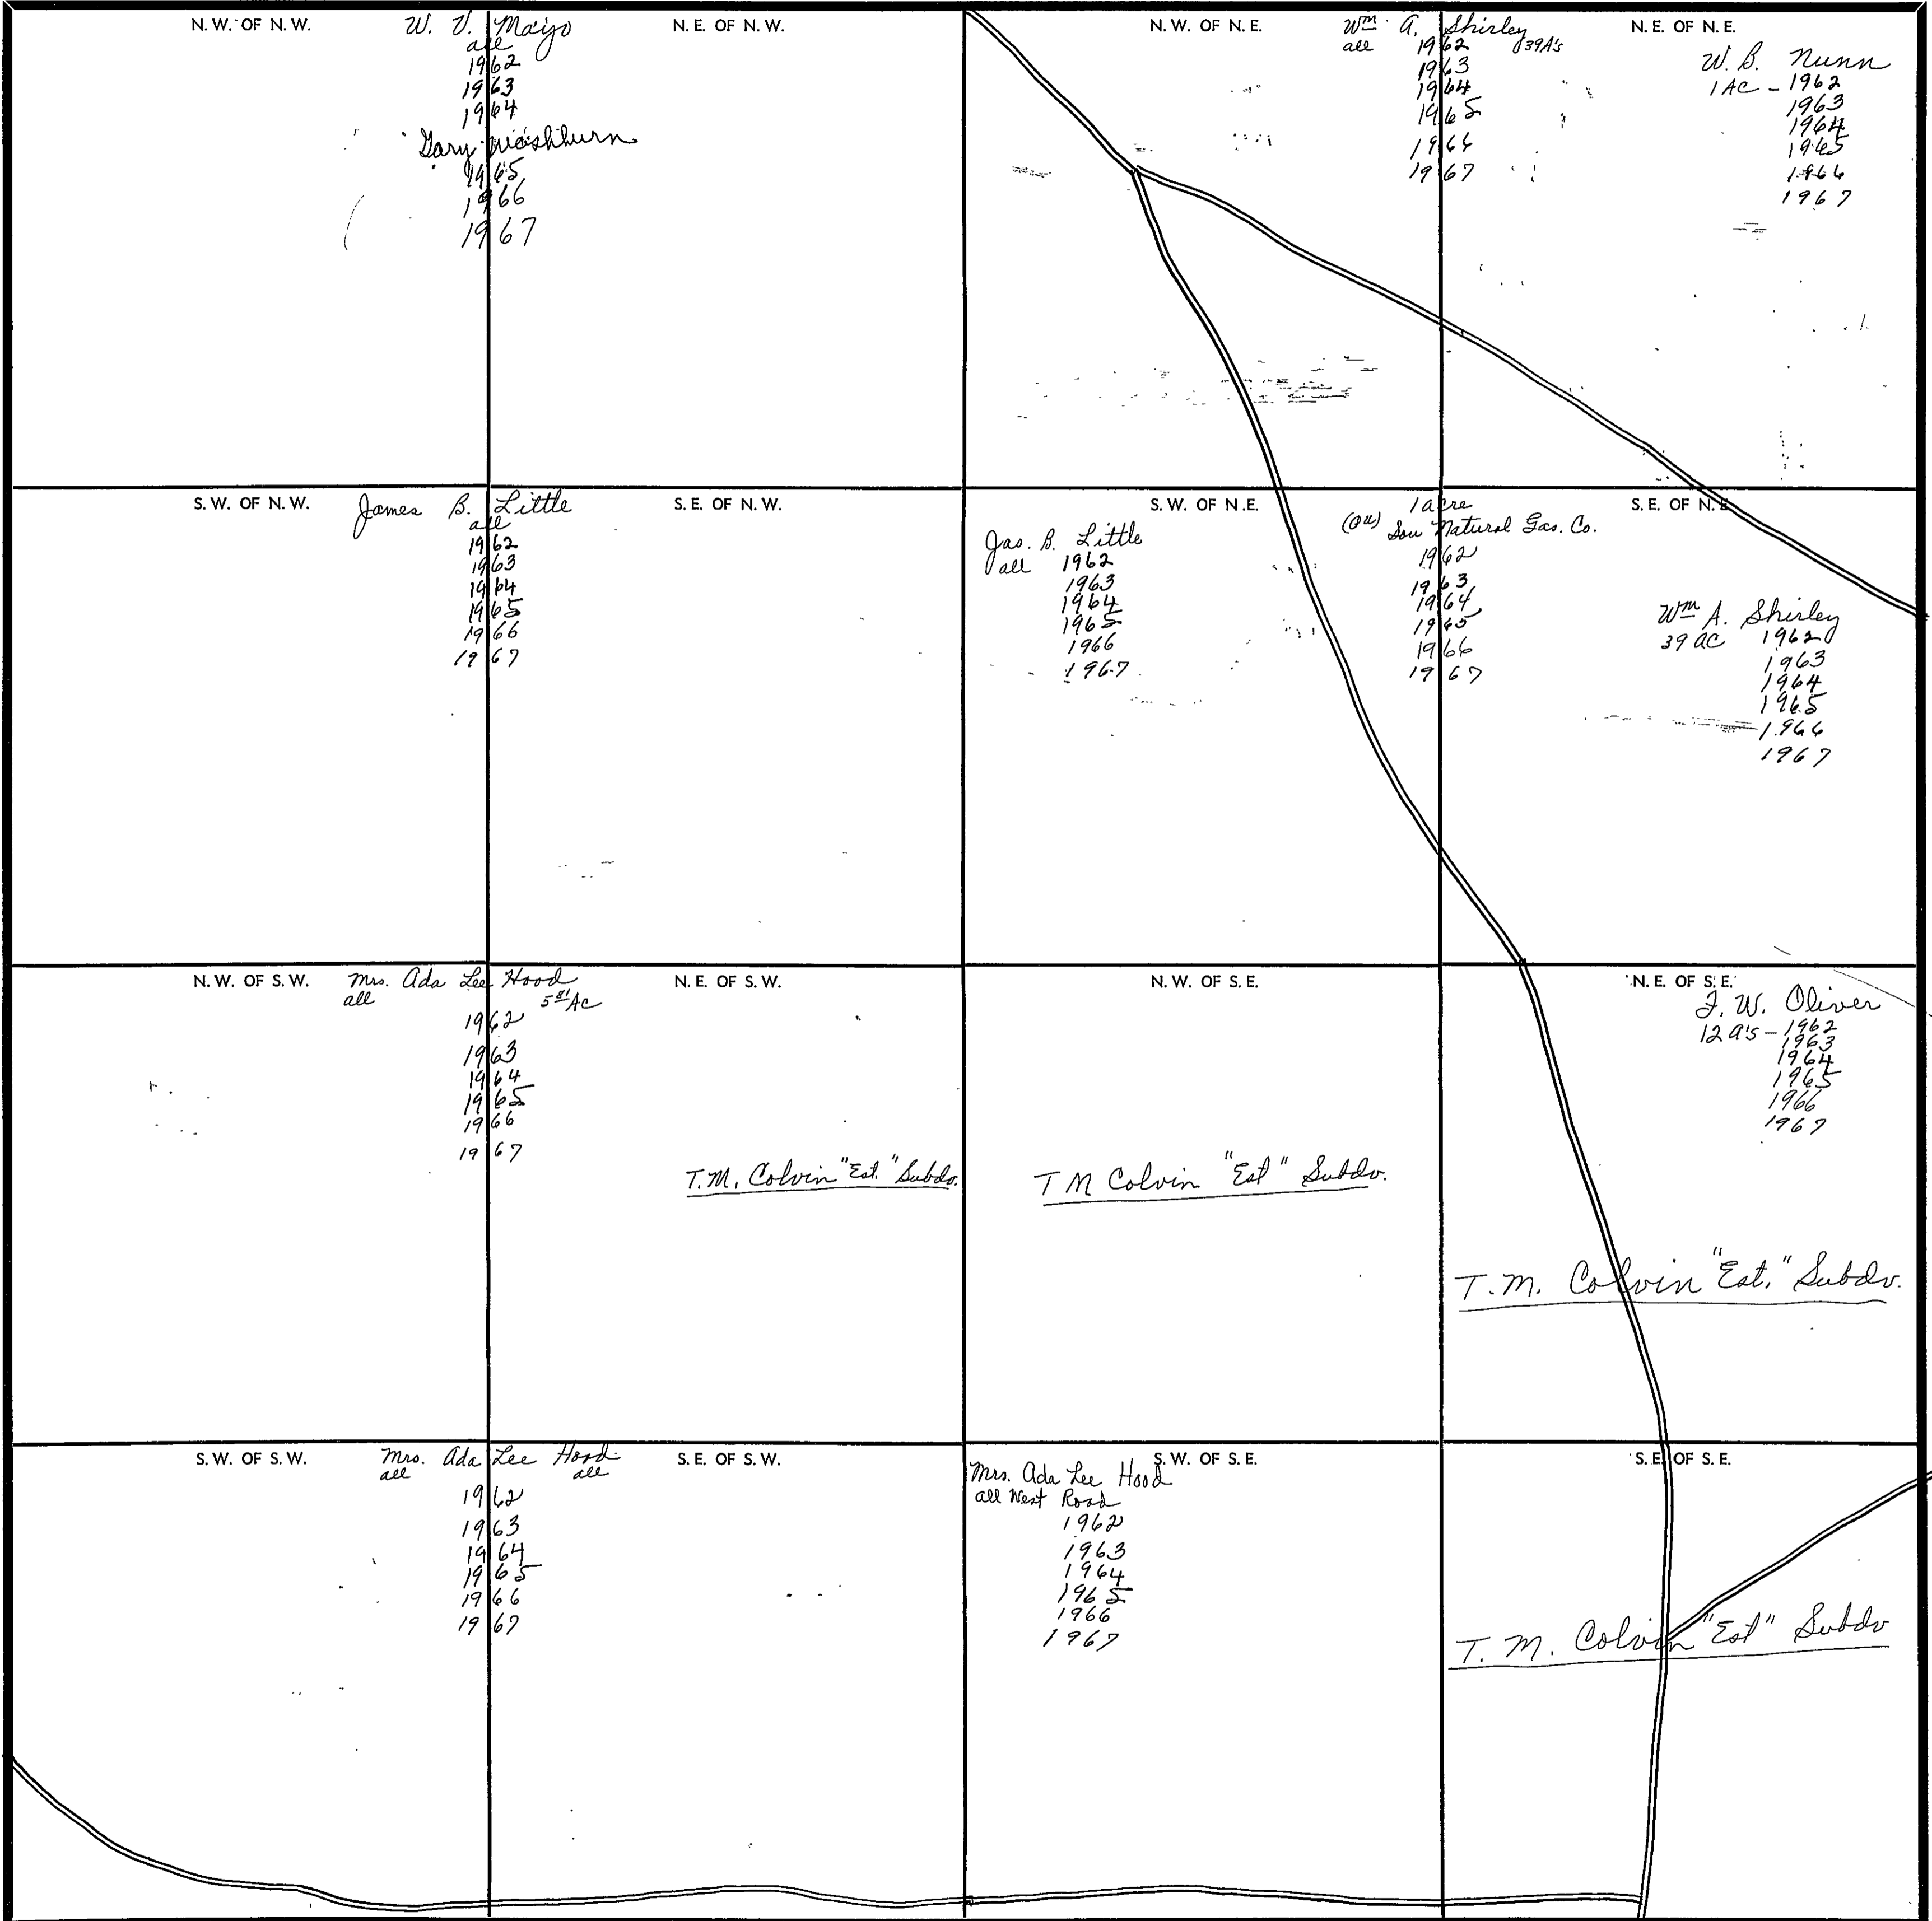 N.W. OF N.W.
W. V. Mayo
all
1962
1963
1964
Gary Washburn
1965
1966
1967
N.E. OF N.W.
N.W. OF N.E.
Wm A. Shirley
all 1962 39A's
1963
1964
1965
1966
1967
N.E. OF N.E.
W. B. Nunn
1 AC - 1962
1963
1964
1965
1966
1967
S.W. OF N.W.
James B. Little
all
1962
1963
1964
1965
1966
1967
S.E. OF N.W.
S.W. OF N.E.
Jas. B. Little
all 1962
1963
1964
1965
1966
1967
1 acre
Sou Natural Gas. Co.
1962
1963
1964
1965
1966
1967
S.E. OF N.E.
Wm A. Shirley
39 AC 1962
1963
1964
1965
1966
1967
N.W. OF S.W.
Mrs. Ada Lee Hood
all AC
1962
1963
1964
1965
1966
1967
N.E. OF S.W.
T.M. Colvin "Est." Subdv.
N.W. OF S.E.
T M Colvin "Est" Subdv.
N.E. OF S.E.
J. W. Oliver
12 A's - 1962
1963
1964
1965
1966
1967
T.M. Colvin "Est." Subdv.
S.W. OF S.W.
Mrs. Ada Lee Hood
all all
1962
1963
1964
1965
1966
1967
S.E. OF S.W.
S.W. OF S.E.
Mrs. Ada Lee Hood
all West Road
1962
1963
1964
1965
1966
1967
S.E. OF S.E.
T. M. Colvin "Est" Subdv